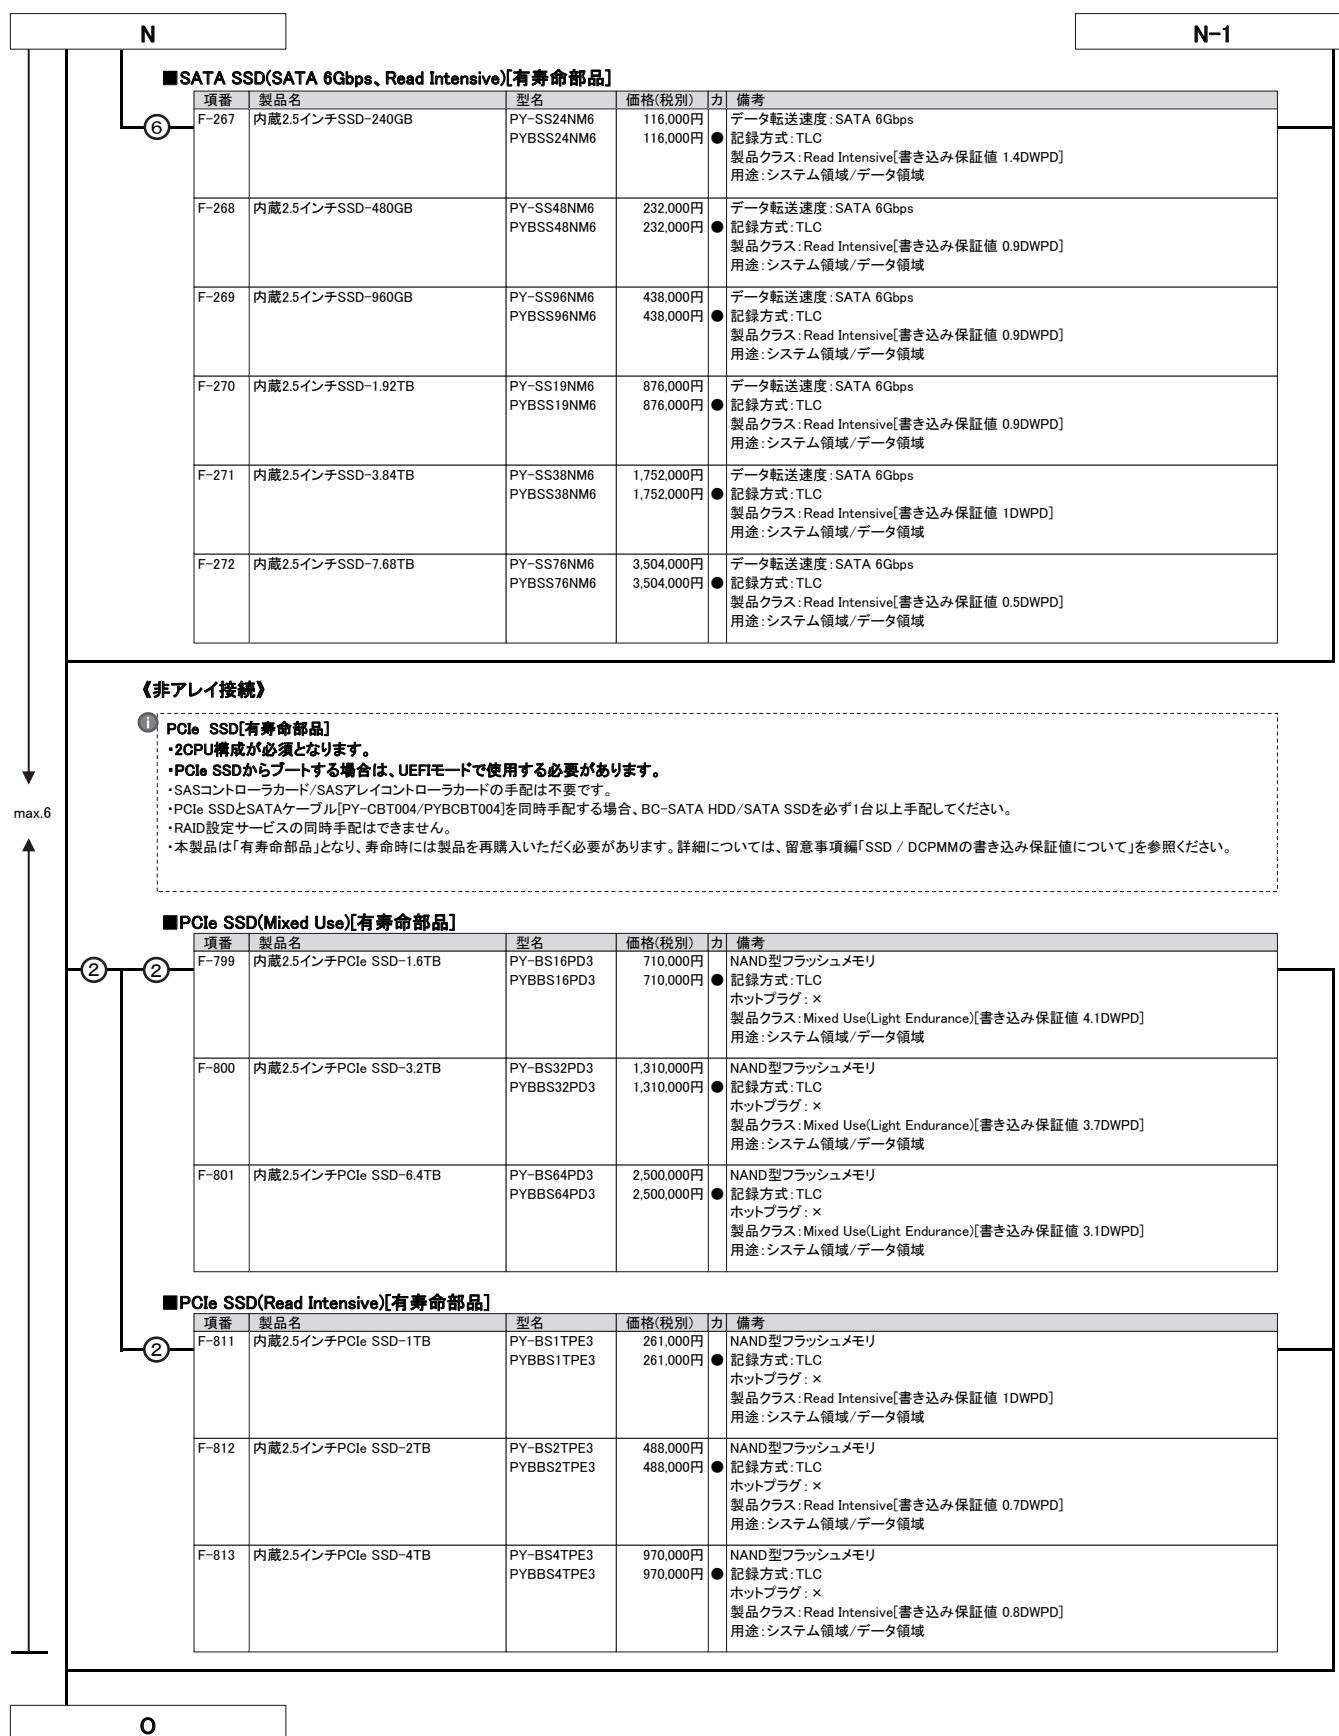 N
N-1
■SATA SSD(SATA 6Gbps、Read Intensive)[有寿命部品]
項番 製品名 型名 価格(税別) カ 備考
⑥
F-267 内蔵2.5インチSSD-240GB PY-SS24NM6 116,000円 データ転送速度:SATA 6Gbps
PYBSS24NM6 116,000円 ● 記録方式:TLC
製品クラス:Read Intensive[書き込み保証値 1.4DWPD]
用途:システム領域/データ領域
F-268 内蔵2.5インチSSD-480GB PY-SS48NM6 232,000円 データ転送速度:SATA 6Gbps
PYBSS48NM6 232,000円 ● 記録方式:TLC
製品クラス:Read Intensive[書き込み保証値 0.9DWPD]
用途:システム領域/データ領域
F-269 内蔵2.5インチSSD-960GB PY-SS96NM6 438,000円 データ転送速度:SATA 6Gbps
PYBSS96NM6 438,000円 ● 記録方式:TLC
製品クラス:Read Intensive[書き込み保証値 0.9DWPD]
用途:システム領域/データ領域
F-270 内蔵2.5インチSSD-1.92TB PY-SS19NM6 876,000円 データ転送速度:SATA 6Gbps
PYBSS19NM6 876,000円 ● 記録方式:TLC
製品クラス:Read Intensive[書き込み保証値 0.9DWPD]
用途:システム領域/データ領域
F-271 内蔵2.5インチSSD-3.84TB PY-SS38NM6 1,752,000円 データ転送速度:SATA 6Gbps
PYBSS38NM6 1,752,000円 ● 記録方式:TLC
製品クラス:Read Intensive[書き込み保証値 1DWPD]
用途:システム領域/データ領域
F-272 内蔵2.5インチSSD-7.68TB PY-SS76NM6 3,504,000円 データ転送速度:SATA 6Gbps
PYBSS76NM6 3,504,000円 ● 記録方式:TLC
製品クラス:Read Intensive[書き込み保証値 0.5DWPD]
用途:システム領域/データ領域
《非アレイ接続》
i
PCIe SSD[有寿命部品]
・2CPU構成が必須となります。
・PCIe SSDからブートする場合は、UEFIモードで使用する必要があります。
・SASコントローラカード/SASアレイコントローラカードの手配は不要です。
・PCIe SSDとSATAケーブル[PY-CBT004/PYBCBT004]を同時手配する場合、BC-SATA HDD/SATA SSDを必ず1台以上手配してください。
・RAID設定サービスの同時手配はできません。
・本製品は「有寿命部品」となり、寿命時には製品を再購入いただく必要があります。詳細については、留意事項編「SSD / DCPMMの書き込み保証値について」を参照ください。
max.6
■PCIe SSD(Mixed Use)[有寿命部品]
項番 製品名 型名 価格(税別) カ 備考
② ②
F-799 内蔵2.5インチPCIe SSD-1.6TB PY-BS16PD3 710,000円 NAND型フラッシュメモリ
PYBBS16PD3 710,000円 ● 記録方式:TLC
ホットプラグ:×
製品クラス:Mixed Use(Light Endurance)[書き込み保証値 4.1DWPD]
用途:システム領域/データ領域
F-800 内蔵2.5インチPCIe SSD-3.2TB PY-BS32PD3 1,310,000円 NAND型フラッシュメモリ
PYBBS32PD3 1,310,000円 ● 記録方式:TLC
ホットプラグ:×
製品クラス:Mixed Use(Light Endurance)[書き込み保証値 3.7DWPD]
用途:システム領域/データ領域
F-801 内蔵2.5インチPCIe SSD-6.4TB PY-BS64PD3 2,500,000円 NAND型フラッシュメモリ
PYBBS64PD3 2,500,000円 ● 記録方式:TLC
ホットプラグ:×
製品クラス:Mixed Use(Light Endurance)[書き込み保証値 3.1DWPD]
用途:システム領域/データ領域
■PCIe SSD(Read Intensive)[有寿命部品]
項番 製品名 型名 価格(税別) カ 備考
②
F-811 内蔵2.5インチPCIe SSD-1TB PY-BS1TPE3 261,000円 NAND型フラッシュメモリ
PYBBS1TPE3 261,000円 ● 記録方式:TLC
ホットプラグ:×
製品クラス:Read Intensive[書き込み保証値 1DWPD]
用途:システム領域/データ領域
F-812 内蔵2.5インチPCIe SSD-2TB PY-BS2TPE3 488,000円 NAND型フラッシュメモリ
PYBBS2TPE3 488,000円 ● 記録方式:TLC
ホットプラグ:×
製品クラス:Read Intensive[書き込み保証値 0.7DWPD]
用途:システム領域/データ領域
F-813 内蔵2.5インチPCIe SSD-4TB PY-BS4TPE3 970,000円 NAND型フラッシュメモリ
PYBBS4TPE3 970,000円 ● 記録方式:TLC
ホットプラグ:×
製品クラス:Read Intensive[書き込み保証値 0.8DWPD]
用途:システム領域/データ領域
O